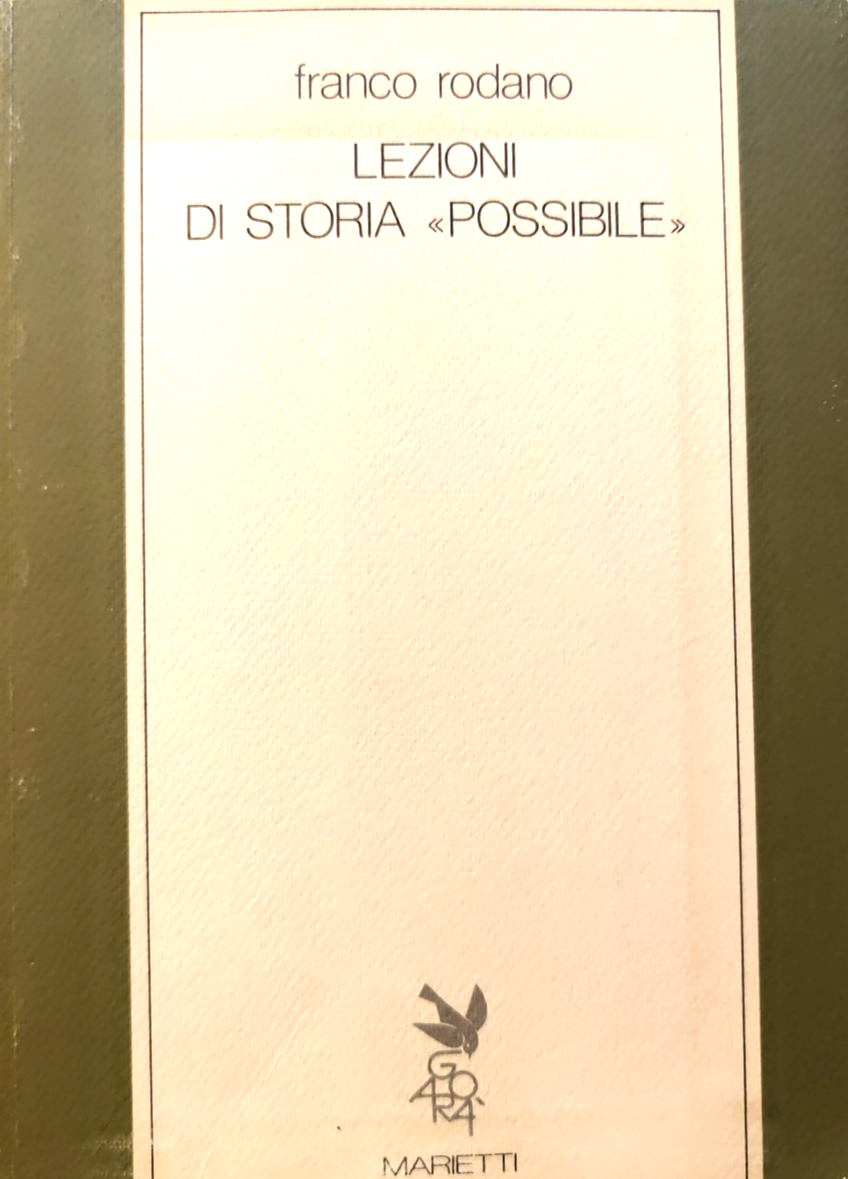 franco rodano
LEZIONI
DI STORIA «POSSIBILE»
AGORÀ
MARIETTI